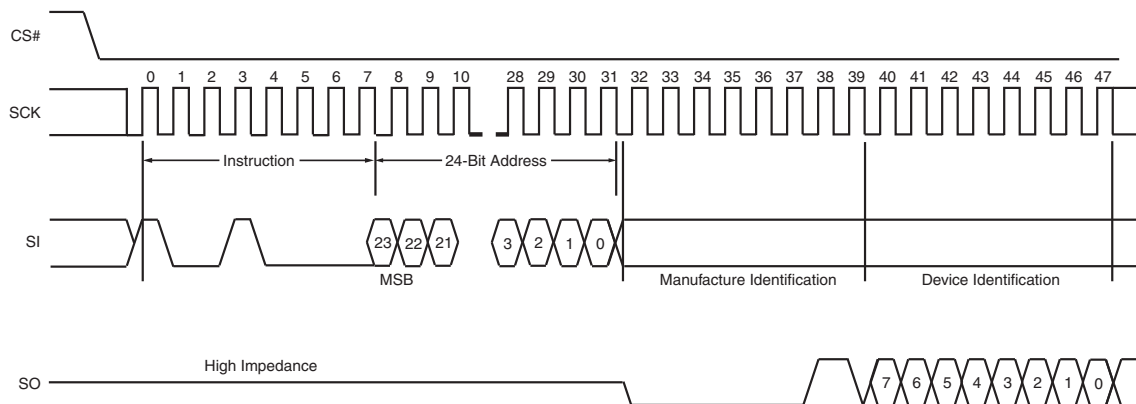 CS#
0 1 2 3 4 5 6 7 8 9 10 28 29 30 31 32 33 34 35 36 37 38 39 40 41 42 43 44 45 46 47
SCK
Instruction 24-Bit Address
SI 23 22 21 3 2 1 0
MSB Manufacture Identification Device Identification
High Impedance
SO 7 6 5 4 3 2 1 0